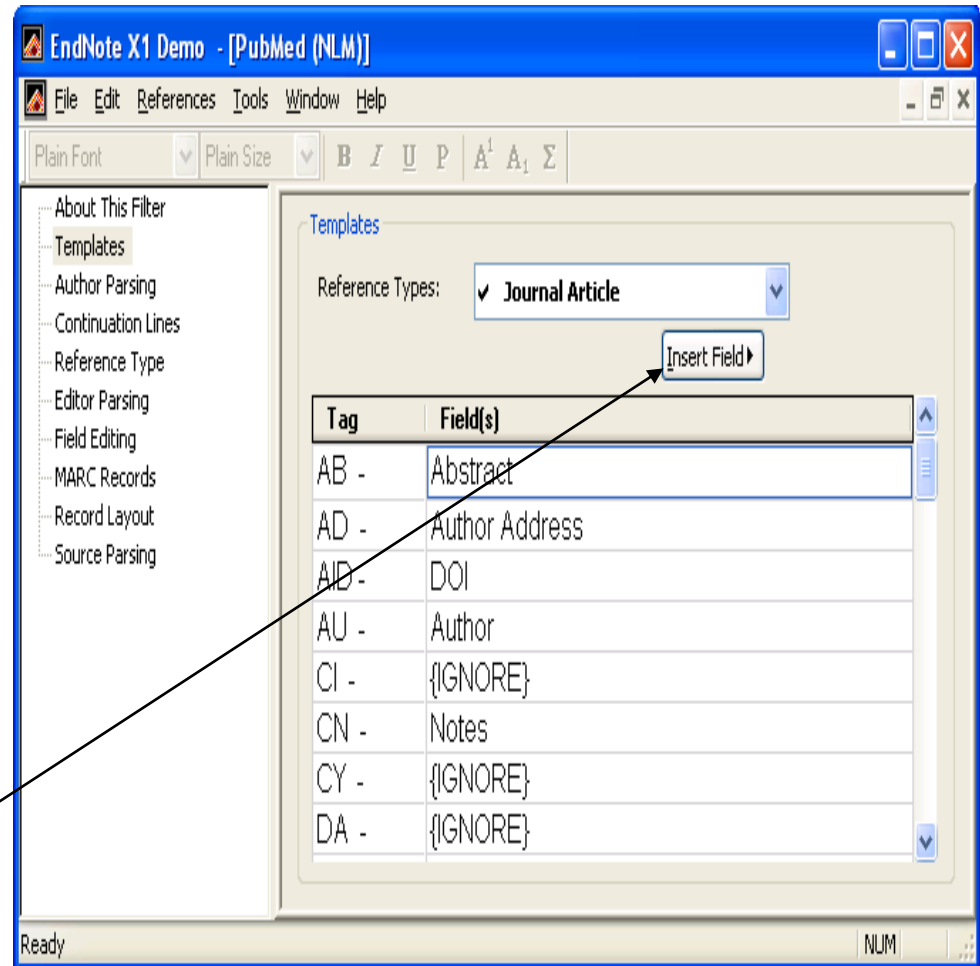 EndNote X1 Demo - [PubMed (NLM)]
File Edit References Tools Window Help
Plain Font Plain Size B I U P A1 A1 Σ
About This Filter
Templates
Author Parsing
Continuation Lines
Reference Type
Editor Parsing
Field Editing
MARC Records
Record Layout
Source Parsing
Templates
Reference Types: ✔ Journal Article
Insert Field
Tag Field(s)
AB - Abstract
AD - Author Address
AID - DOI
AU - Author
CI - {IGNORE}
CN - Notes
CY - {IGNORE}
DA - {IGNORE}
Ready NUM